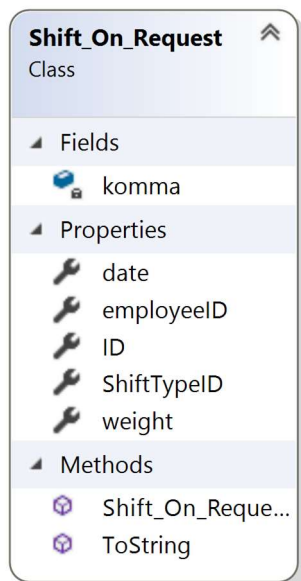 Shift_On_Request
Class
Fields
komma
Properties
date
employeeID
ID
ShiftTypeID
weight
Methods
Shift_On_Reque...
ToString